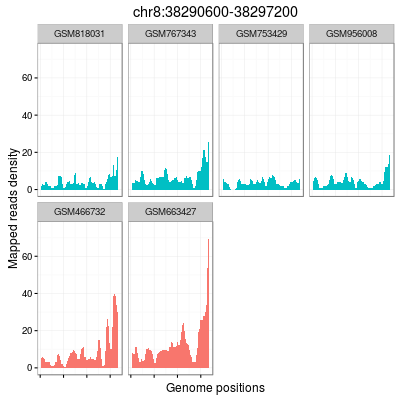 chr8:38290600-38297200
GSM818031 GSM767343 GSM753429 GSM956008
60
40
20
0
Mapped reads density
GSM466732 GSM663427
60
40
20
0
Genome positions